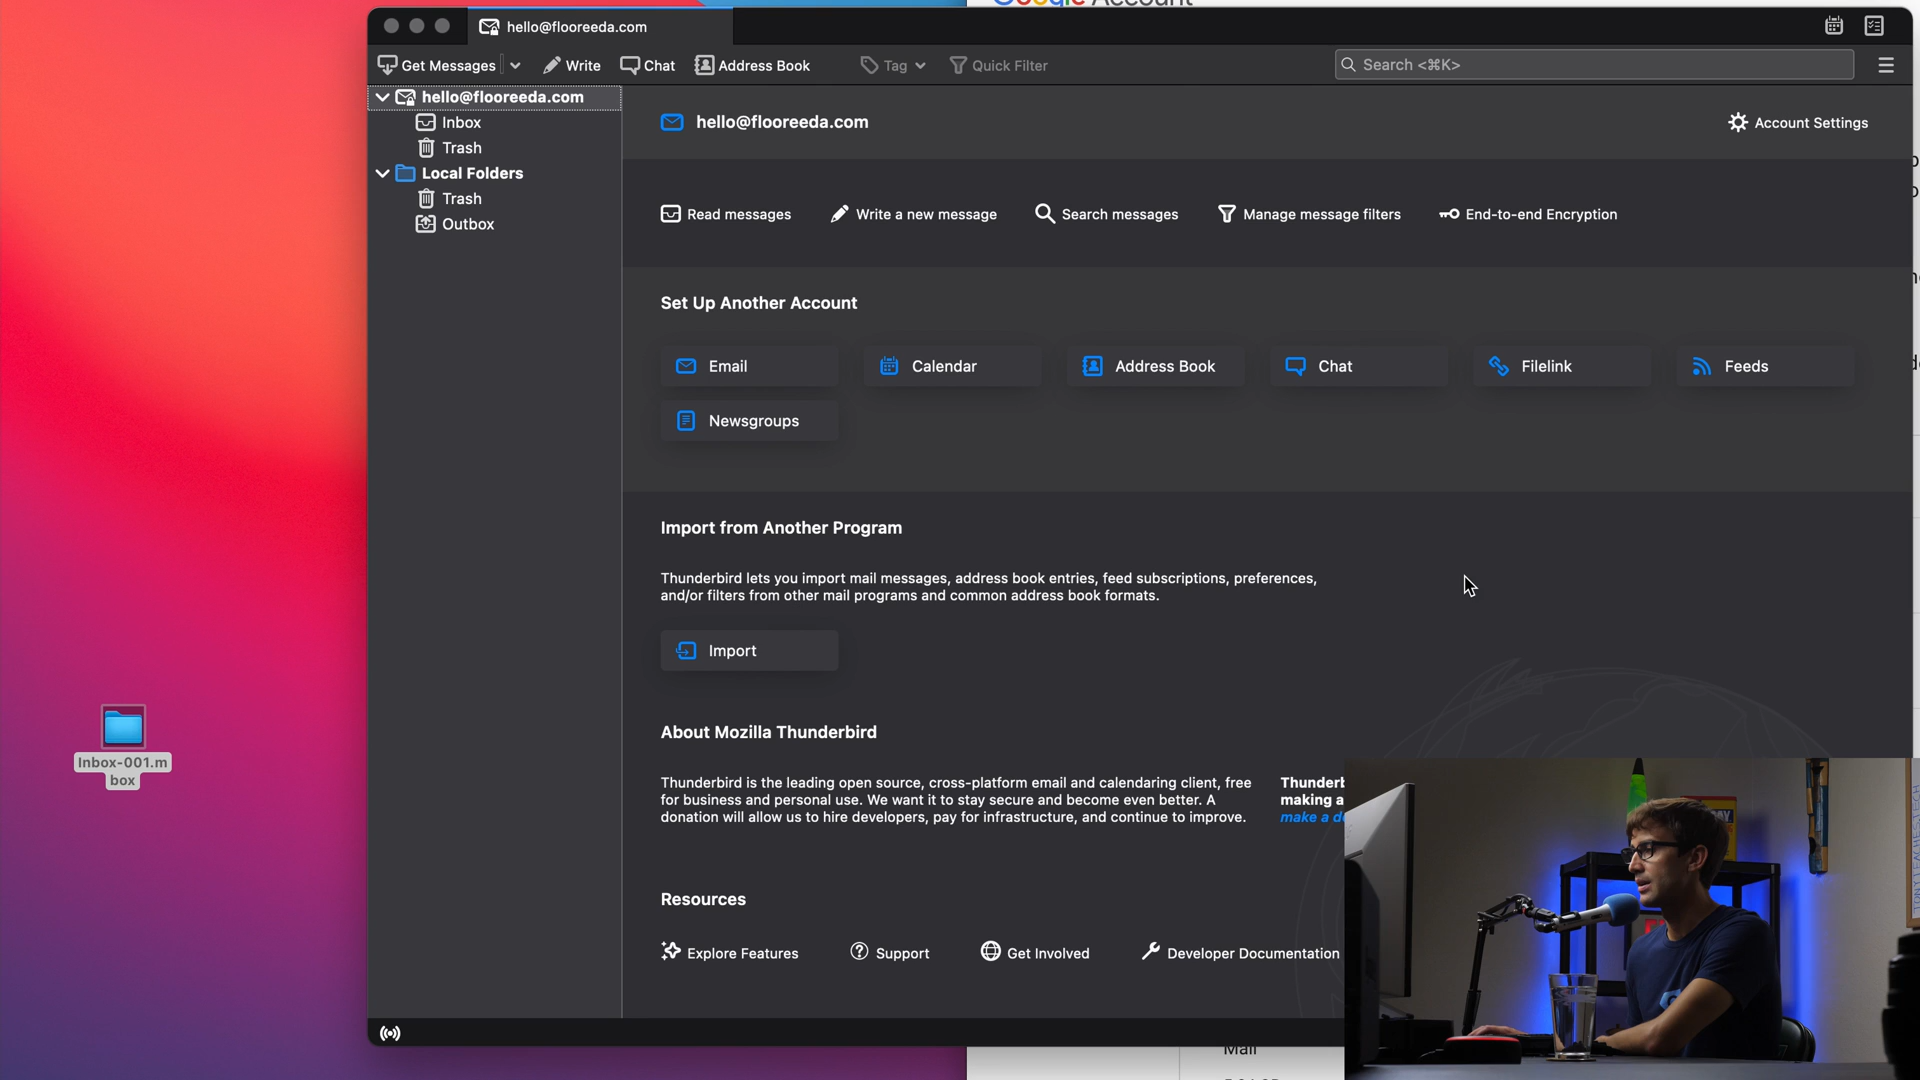 Google Account
hello@flooreeda.com
Get Messages Write Chat Address Book Tag Quick Filter Search <⌘K>
hello@flooreeda.com
Inbox
Trash
Local Folders
Trash
Outbox
hello@flooreeda.com Account Settings
Read messages Write a new message Search messages Manage message filters End-to-end Encryption
Set Up Another Account
Email Calendar Address Book Chat Filelink Feeds
Newsgroups
Import from Another Program
Thunderbird lets you import mail messages, address book entries, feed subscriptions, preferences,
and/or filters from other mail programs and common address book formats.
Import
Inbox-001.m
box
About Mozilla Thunderbird
Thunderbird is the leading open source, cross-platform email and calendaring client, free
for business and personal use. We want it to stay secure and become even better. A
donation will allow us to hire developers, pay for infrastructure, and continue to improve.
Thunderb
making a
make a d
Resources
Explore Features Support Get Involved Developer Documentation
Mail